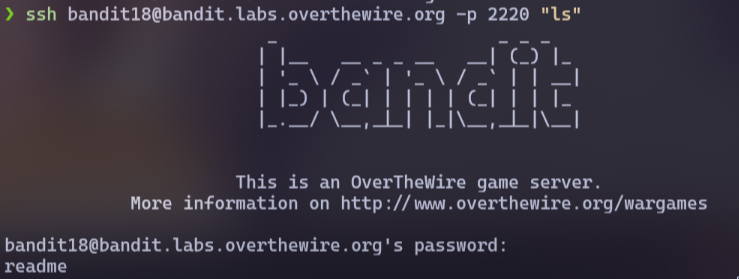 ❯ ssh bandit18@bandit.labs.overthewire.org -p 2220 "ls"
bandit
This is an OverTheWire game server.
More information on http://www.overthewire.org/wargames
bandit18@bandit.labs.overthewire.org's password:
readme